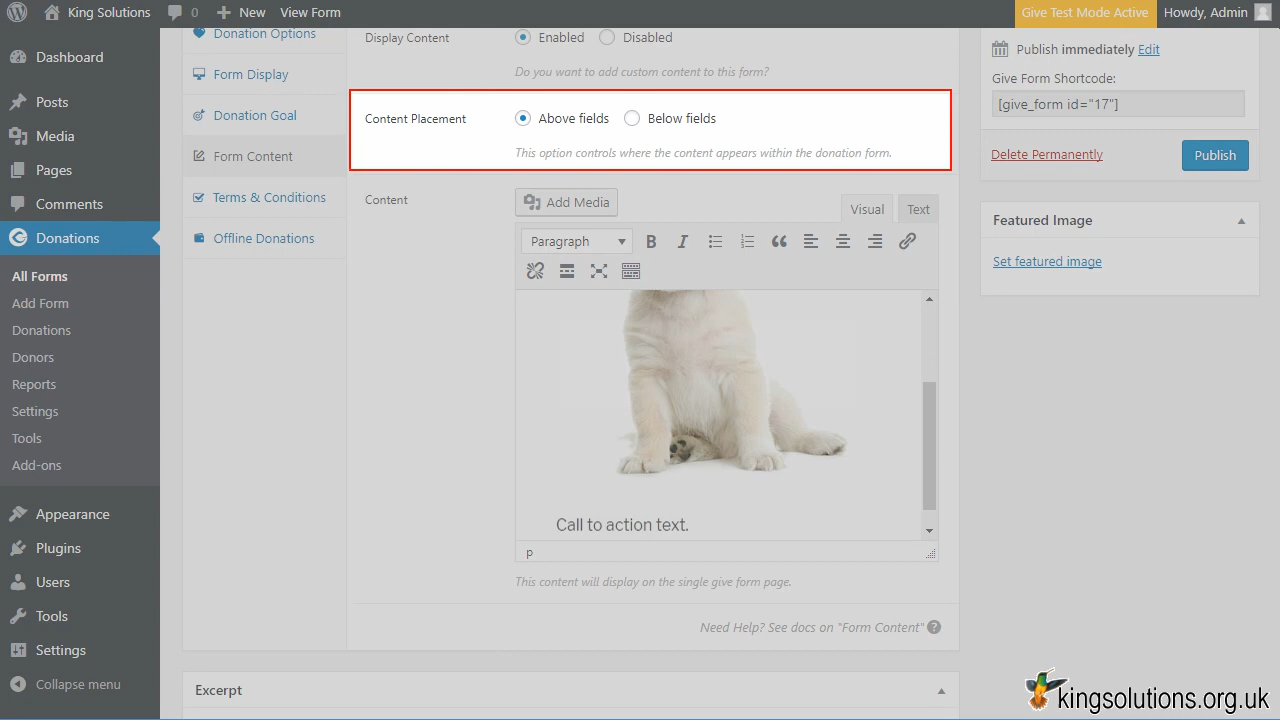 King Solutions 0 New View Form Give Test Mode Active Howdy, Admin
Dashboard
Posts
Media
Pages
Comments
Donations
All Forms
Add Form
Donations
Donors
Reports
Settings
Tools
Add-ons
Appearance
Plugins
Users
Tools
Settings
Collapse menu
Donation Options
Form Display
Donation Goal
Form Content
Terms & Conditions
Offline Donations
Display Content Enabled Disabled
Do you want to add custom content to this form?
Content Placement Above fields Below fields
This option controls where the content appears within the donation form.
Content Add Media Visual Text
Paragraph B I
Call to action text.
p
This content will display on the single give form page.
Need Help? See docs on "Form Content" ?
Excerpt
Publish immediately Edit
Give Form Shortcode:
[give_form id="17"]
Delete Permanently Publish
Featured Image
Set featured image
kingsolutions.org.uk